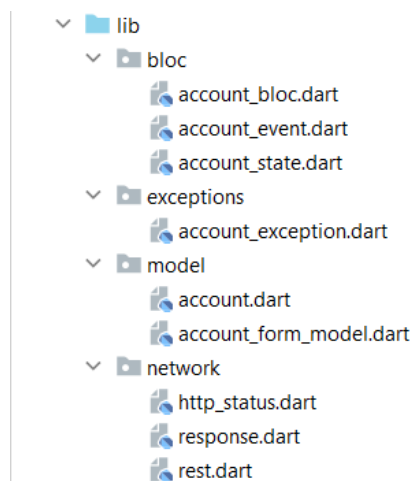 lib
bloc
account_bloc.dart
account_event.dart
account_state.dart
exceptions
account_exception.dart
model
account.dart
account_form_model.dart
network
http_status.dart
response.dart
rest.dart